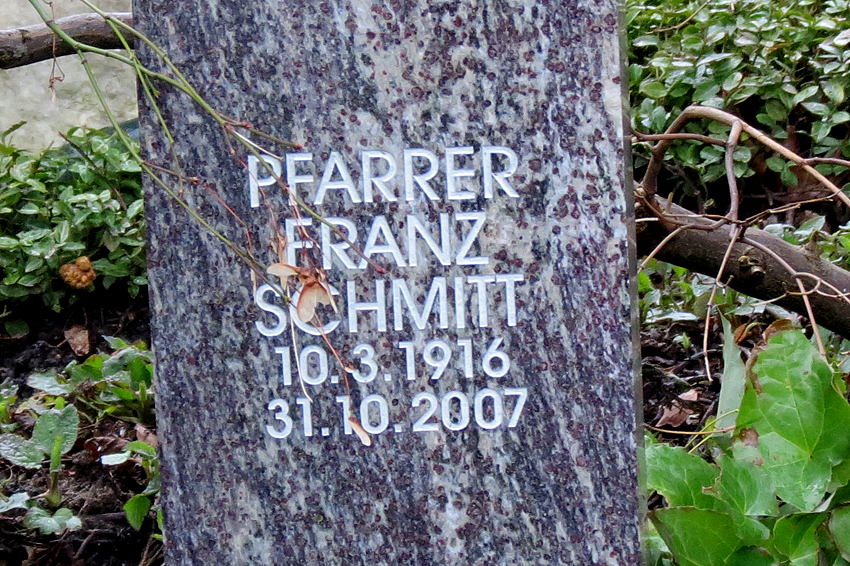 PFARRER
FRANZ
SCHMITT
10.3.1916
31.10.2007